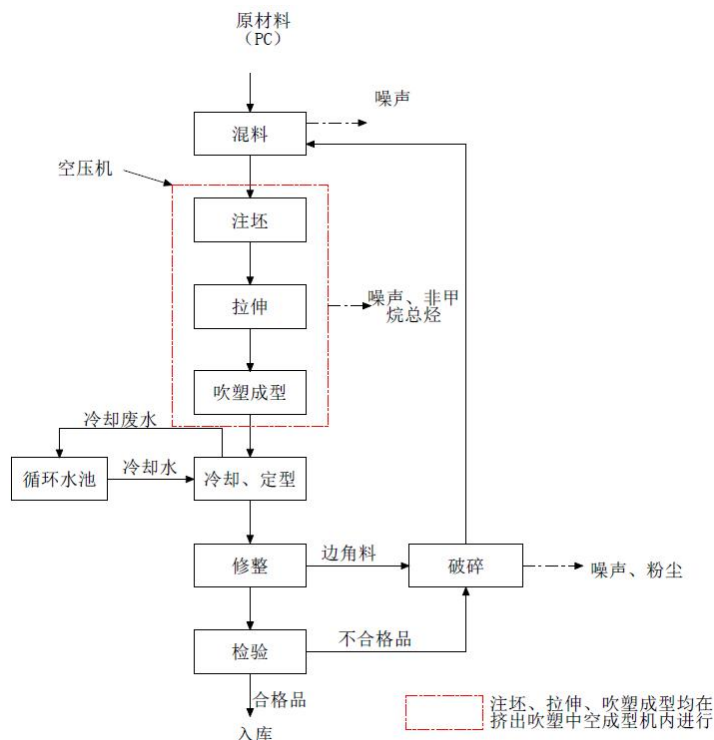 原材料
（PC）
噪声
混料
空压机
注坯
拉伸
噪声、非甲
烷总烃
吹塑成型
冷却废水
循环水池
冷却水
冷却、定型
修整
边角料
破碎
噪声、粉尘
检验
不合格品
合格品
入库
注坯、拉伸、吹塑成型均在
挤出吹塑中空成型机内进行